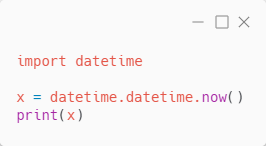 import datetime
x = datetime.datetime.now()
print(x)